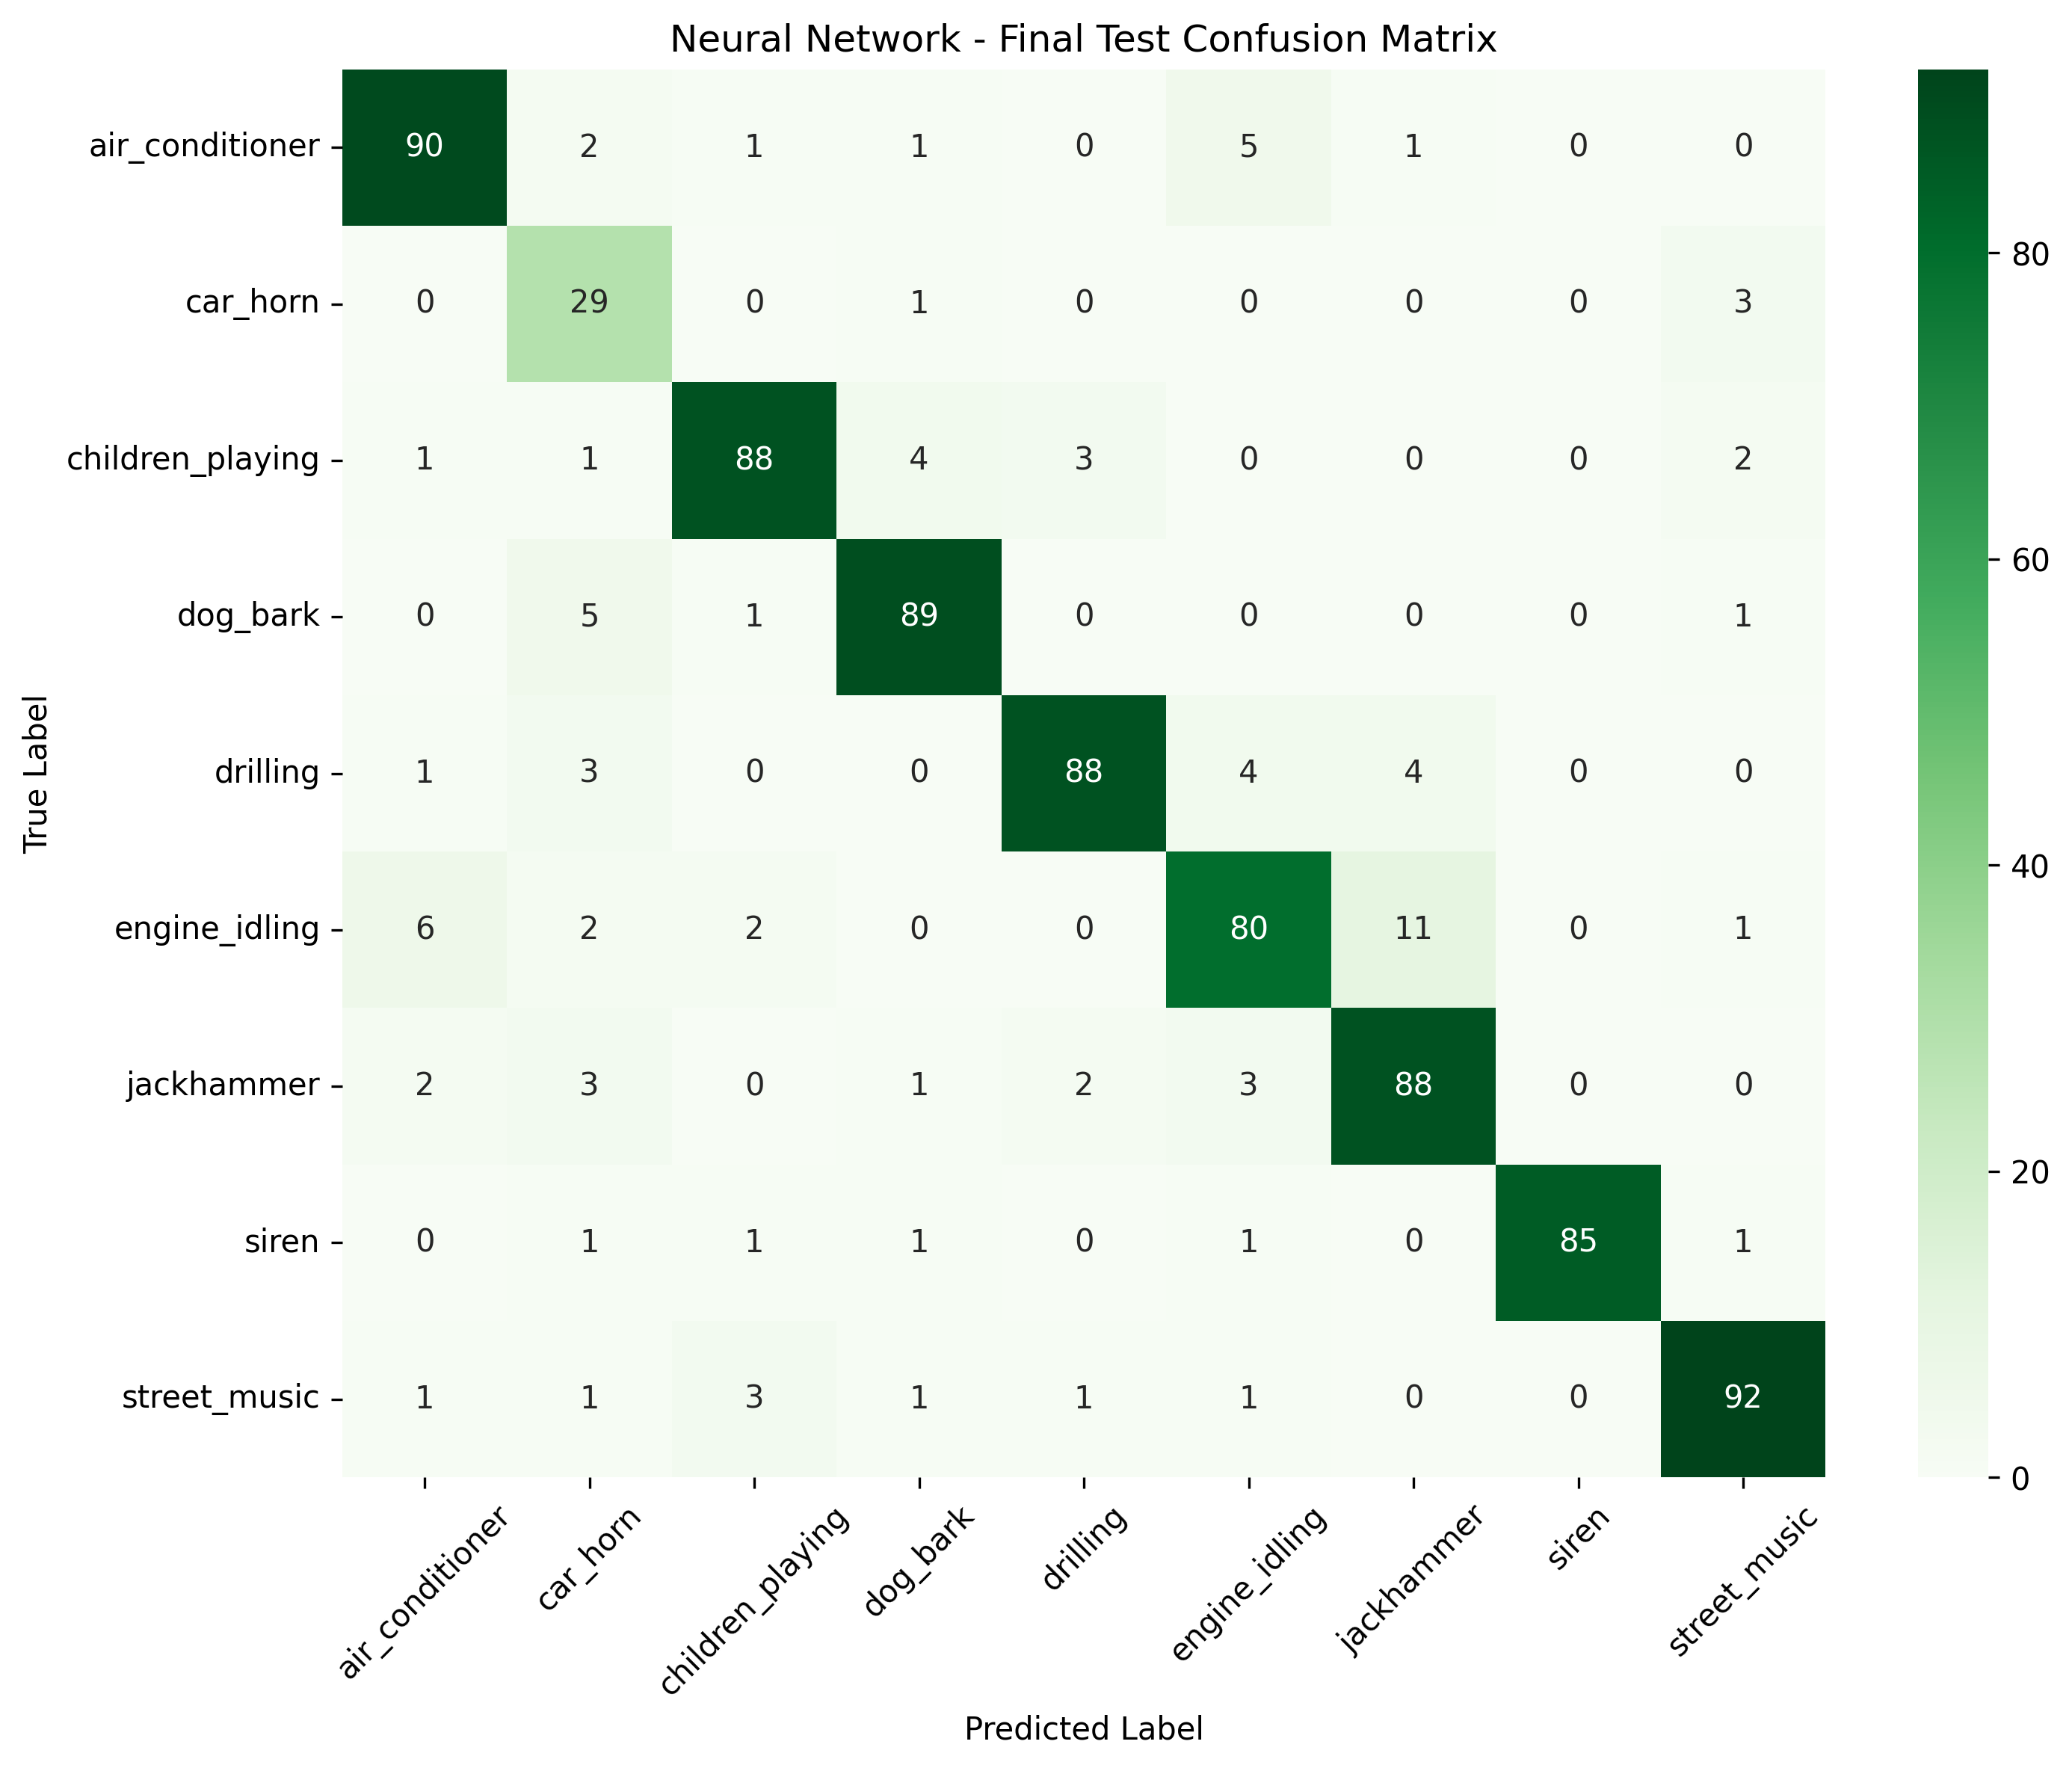 Neural Network - Final Test Confusion Matrix
air_conditioner 90 2 1 1 0 5 1 0 0
car_horn 0 29 0 1 0 0 0 0 3
children_playing 1 1 88 4 3 0 0 0 2
dog_bark 0 5 1 89 0 0 0 0 1
drilling 1 3 0 0 88 4 4 0 0
engine_idling 6 2 2 0 0 80 11 0 1
jackhammer 2 3 0 1 2 3 88 0 0
siren 0 1 1 1 0 1 0 85 1
street_music 1 1 3 1 1 1 0 0 92
True Label
air_conditioner car_horn children_playing dog_bark drilling engine_idling jackhammer siren street_music
Predicted Label
80
60
40
20
0